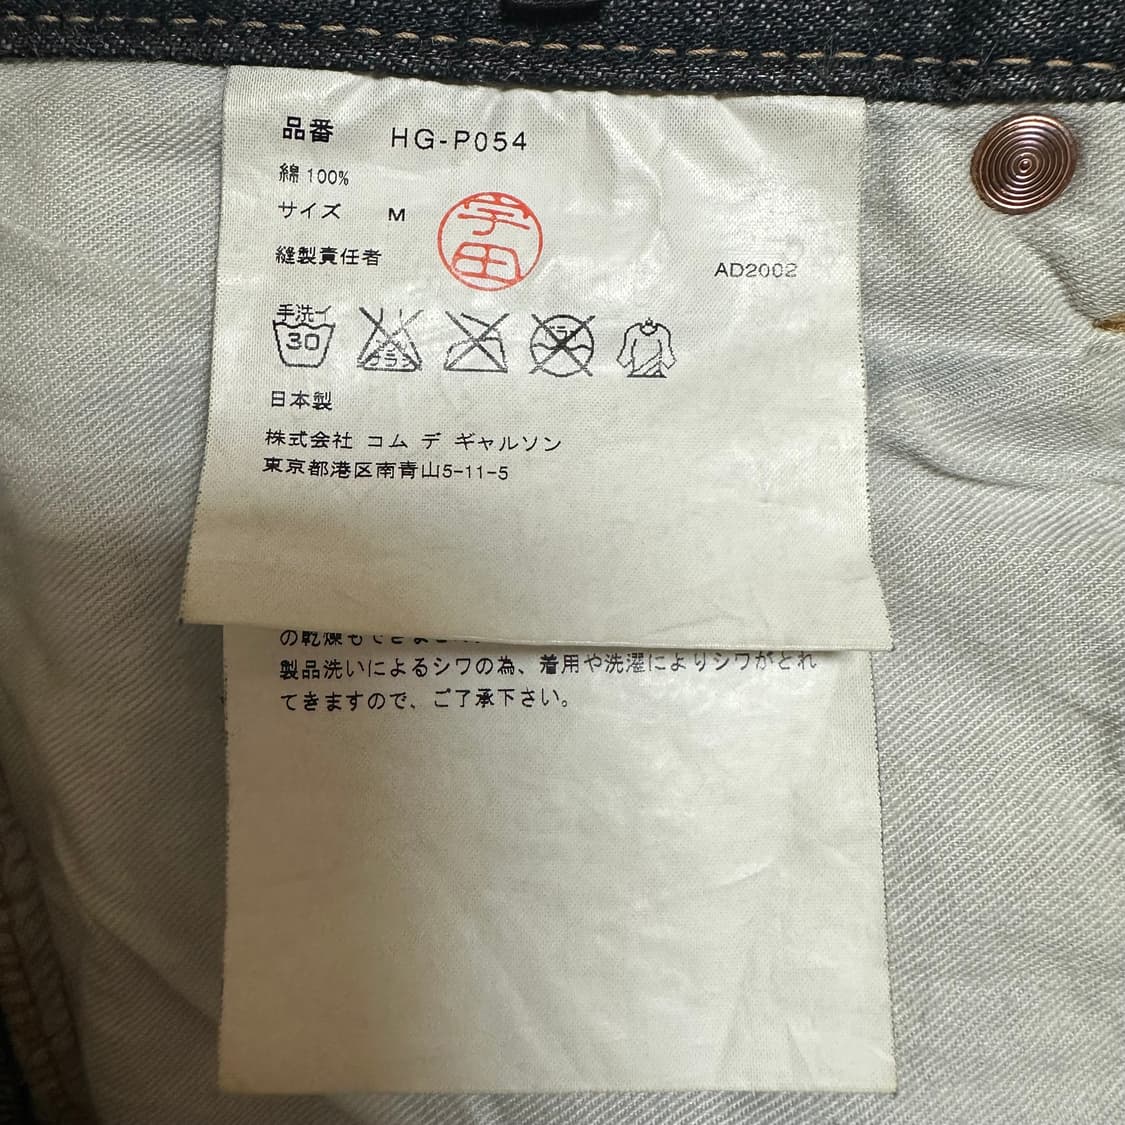 品番 HG-P054
綿 100%
サイズ M
縫製責任者
AD2002
手洗イ
30
日本製
株式会社 コム デ ギャルソン
東京都港区南青山5-11-5
製品洗いによるシワの為、着用や洗濯によりシワがとれ
てきますので、ご了承下さい。